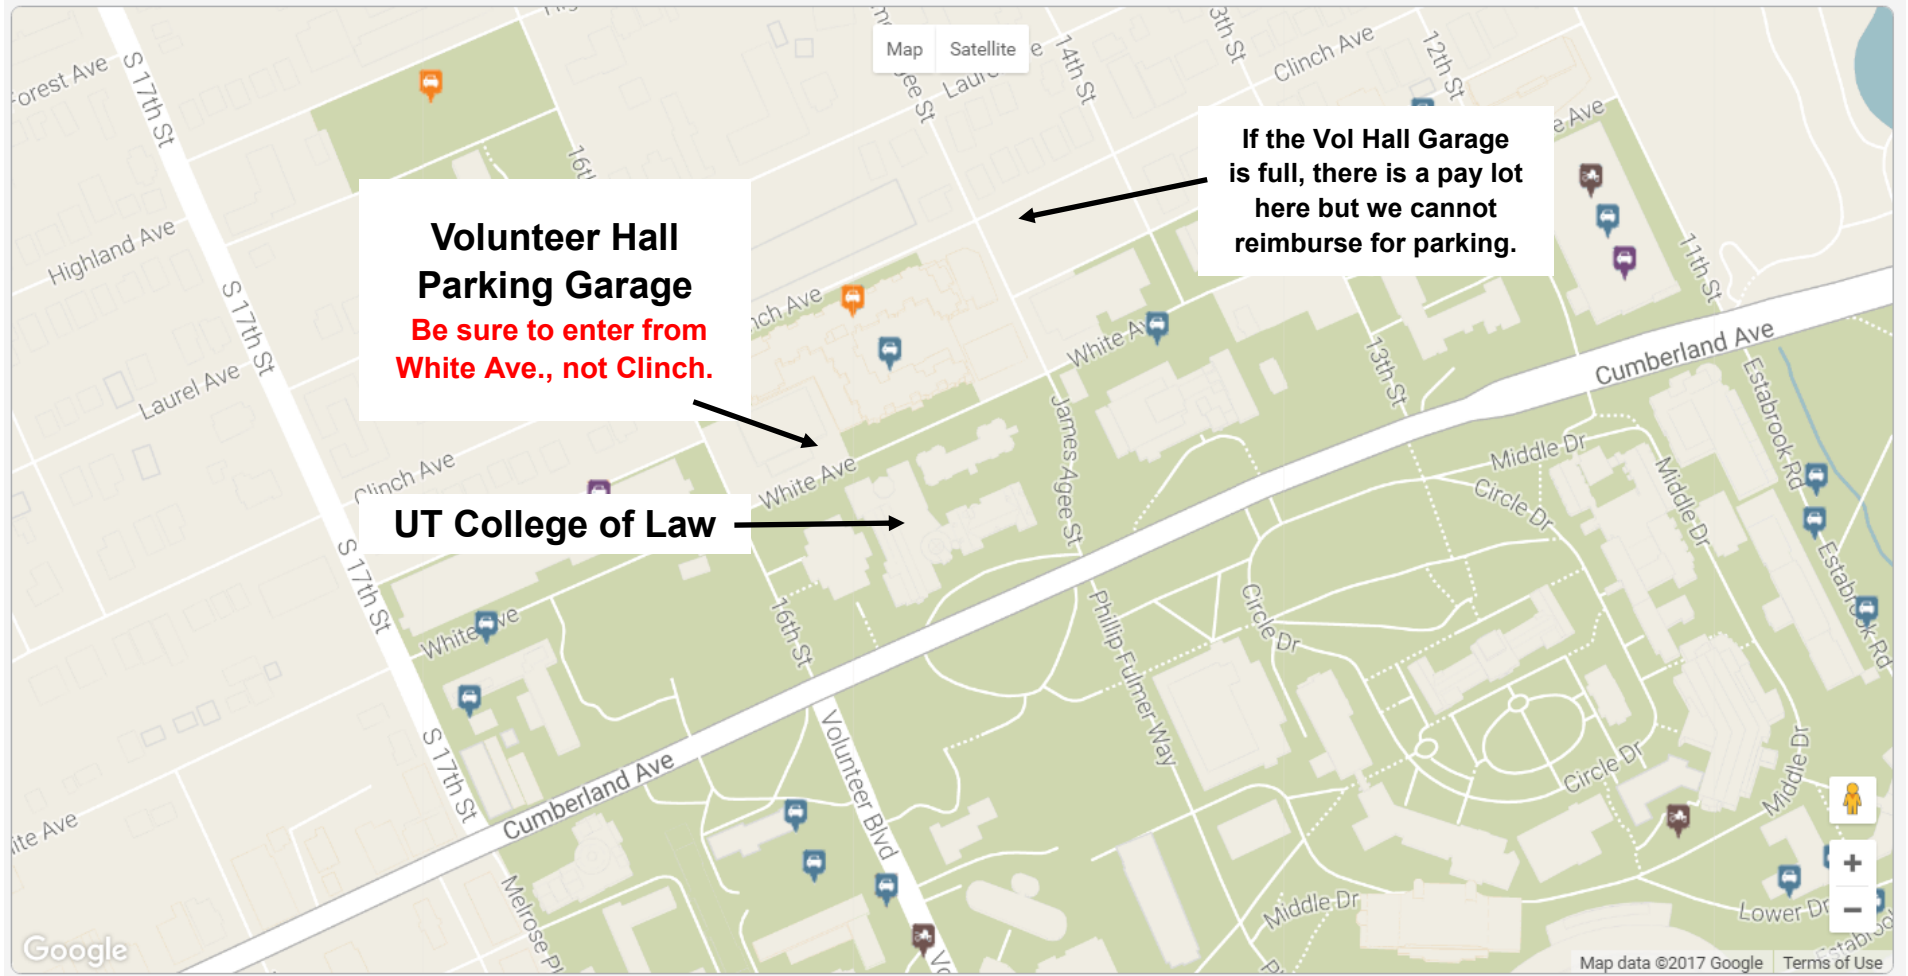 Map
Satellite
S 17th St
14th St
Clinch Ave
12th St
If the Vol Hall Garage
is full, there is a pay lot
here but we cannot
reimburse for parking.
Highland Ave
Volunteer Hall
Parking Garage
Be sure to enter from
White Ave., not Clinch.
S 17th St
11th St
White Av
Cumberland Ave
13th St
Laurel Ave
James Agee St
Estabrook Rd
Clinch Ave
White Ave
Middle Dr
Circle Dr
Middle Dr
UT College of Law
S 17th St
Estabrook Rd
White Ave
16th St
Phillip Fulmer Way
Circle Dr
S 17th St
Volunteer Blvd
Cumberland Ave
Circle Dr
Middle Dr
ite Ave
Middle Dr
Lower Dr
Google
Map data ©2017 Google
Terms of Use